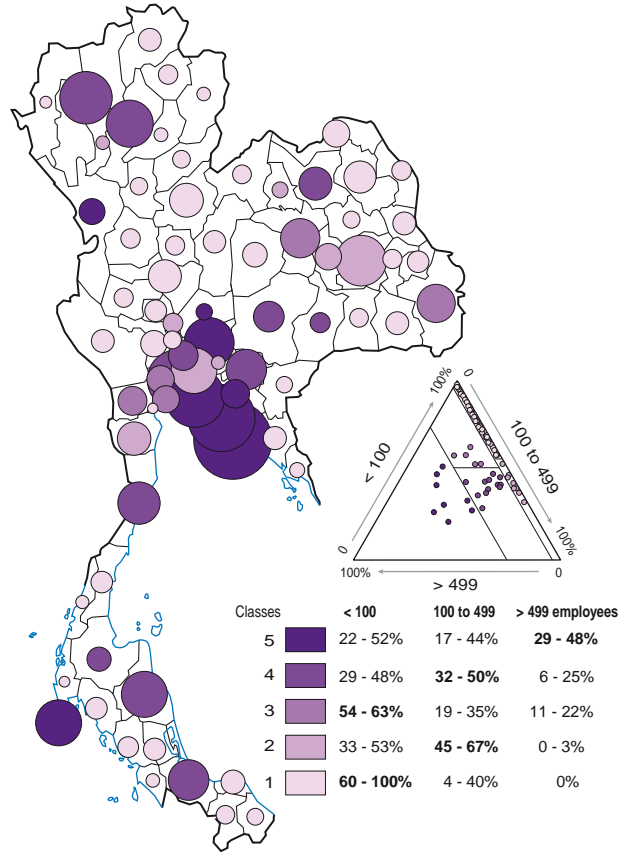 100%
0
< 100
100 to 499
0
100%
100%
0
> 499
Classes < 100 100 to 499 > 499 employees
5 22 - 52% 17 - 44% 29 - 48%
4 29 - 48% 32 - 50% 6 - 25%
3 54 - 63% 19 - 35% 11 - 22%
2 33 - 53% 45 - 67% 0 - 3%
1 60 - 100% 4 - 40% 0%